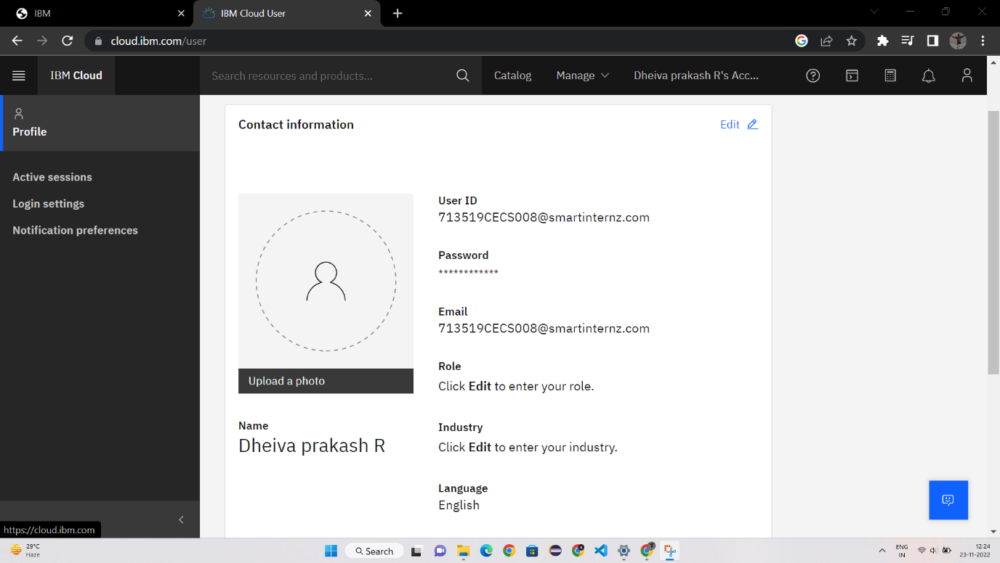 IBM
IBM Cloud User
cloud.ibm.com/user
IBM Cloud
Search resources and products...
Catalog
Manage
Dheiva prakash R's Acc...
Profile
Active sessions
Login settings
Notification preferences
Contact information
Edit
User ID
713519CECS008@smartinternz.com
Password
************
Email
713519CECS008@smartinternz.com
Role
Click Edit to enter your role.
Upload a photo
Name
Dheiva prakash R
Industry
Click Edit to enter your industry.
Language
English
https://cloud.ibm.com
29°C
Haze
Search
ENG
IN
12:24
23-11-2022